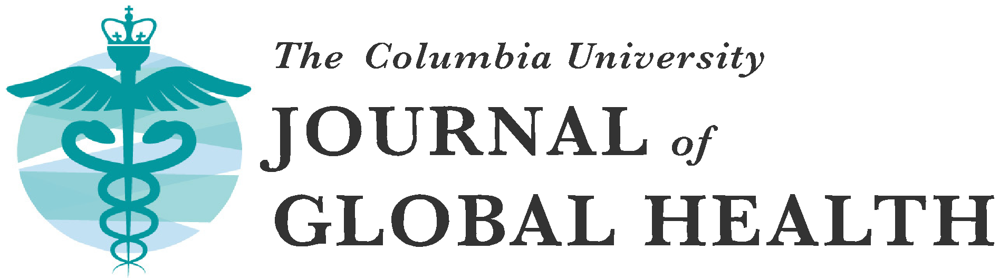 The Columbia University
JOURNAL of
GLOBAL HEALTH